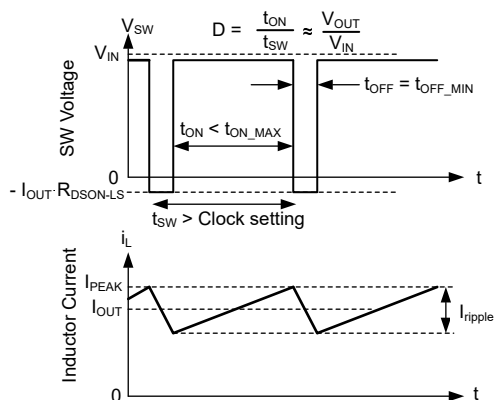 V_SW
D = t_ON / t_SW ≈ V_OUT / V_IN
V_IN
t_OFF = t_OFF_MIN
t_ON < t_ON_MAX
SW Voltage
0
t
- I_OUT·R_DSON-LS
t_SW > Clock setting
i_L
I_PEAK
I_OUT
I_ripple
Inductor Current
0
t